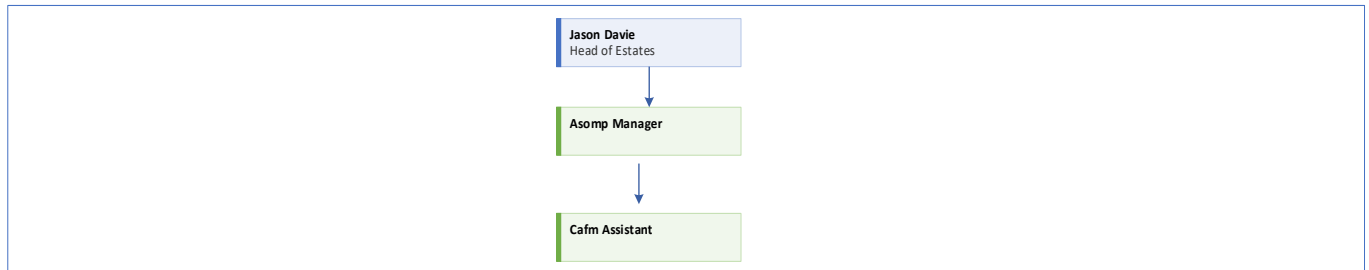 Jason Davie
Head of Estates
Asomp Manager
Cafm Assistant